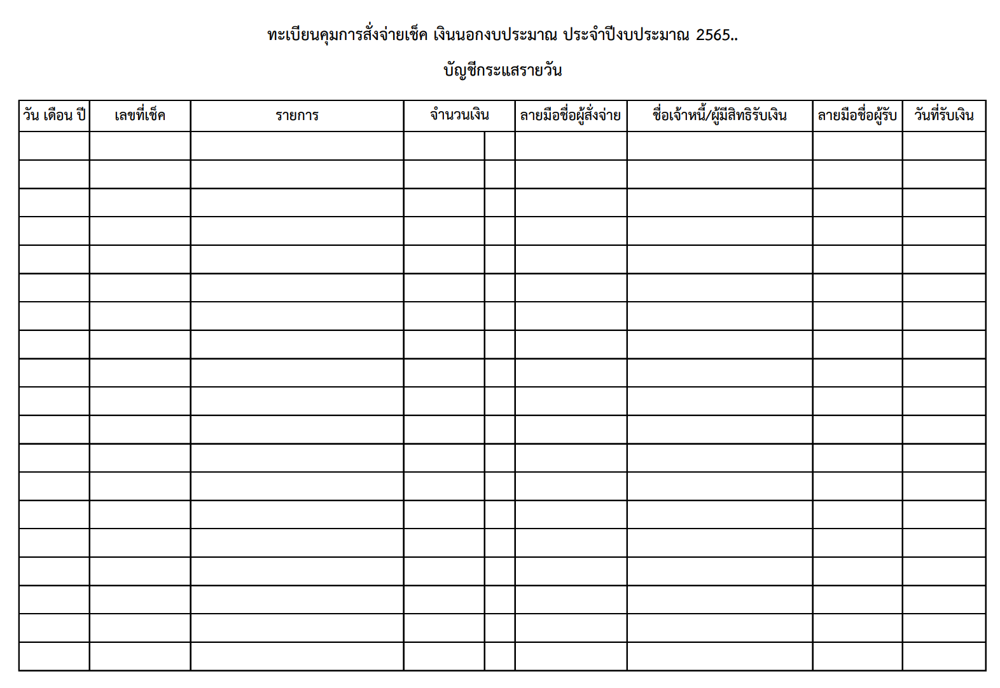 ทะเบียนคุมการสั่งจ่ายเช็ค เงินนอกงบประมาณ ประจำปีงบประมาณ 2565..
บัญชีกระแสรายวัน
วัน เดือน ปี เลขที่เช็ค รายการ จำนวนเงิน ลายมือชื่อผู้สั่งจ่าย ชื่อเจ้าหนี้/ผู้มีสิทธิรับเงิน ลายมือชื่อผู้รับ วันที่รับเงิน